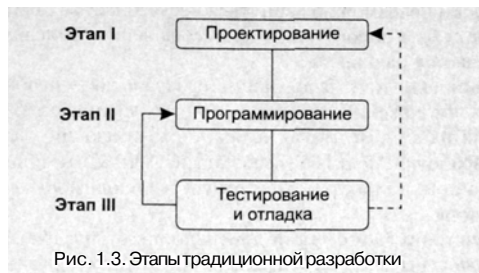 Этап I
Проектирование
Этап II
Программирование
Этап III
Тестирование
и отладка
Рис. 1.3. Этапы традиционной разработки